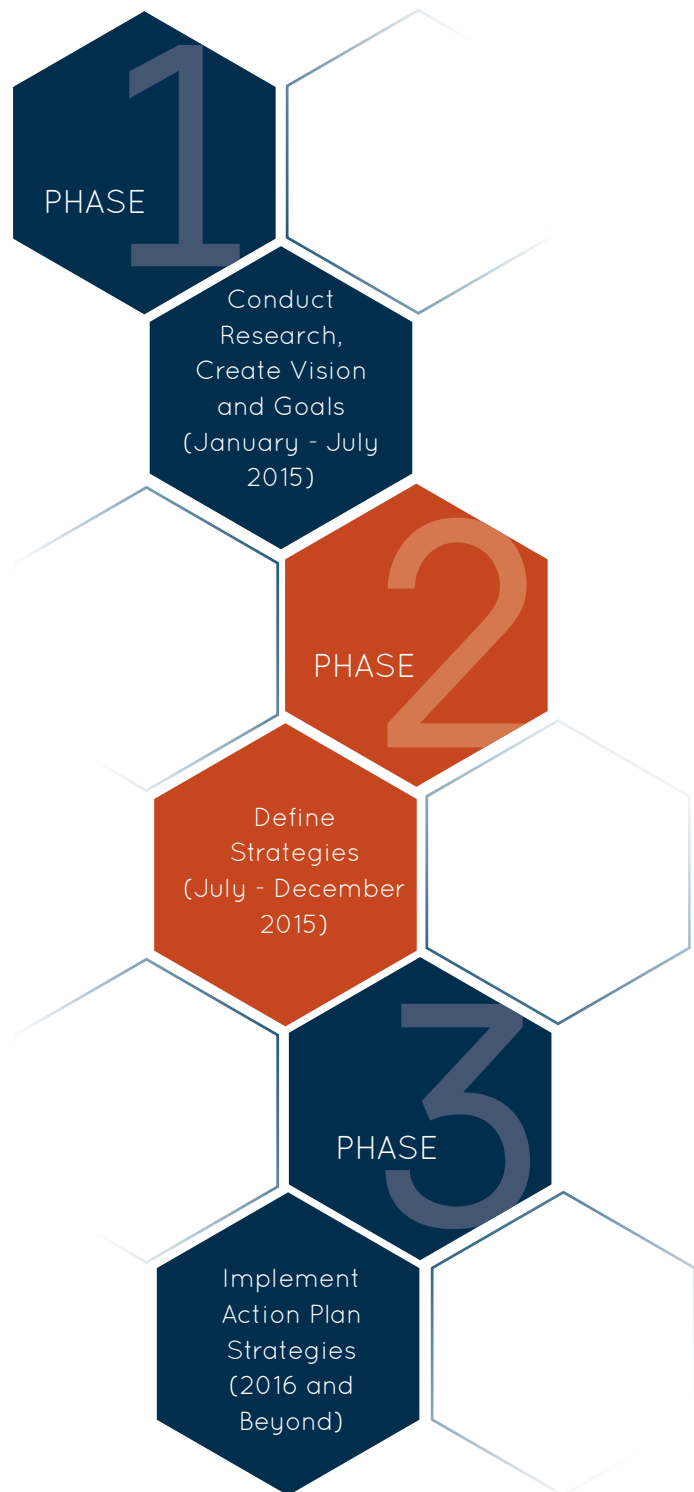 PHASE 1
Conduct
Research,
Create Vision
and Goals
(January - July
2015)
PHASE 2
Define
Strategies
(July - December
2015)
PHASE 3
Implement
Action Plan
Strategies
(2016 and
Beyond)